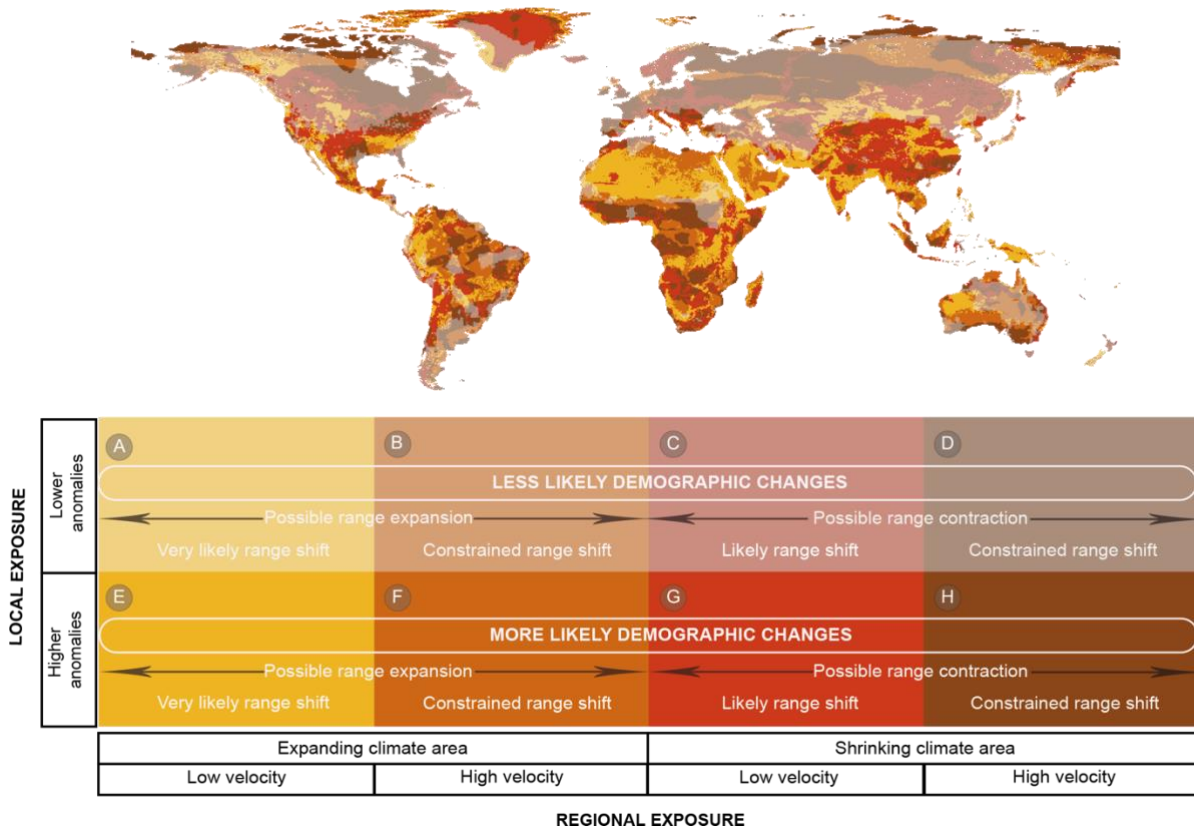 A
B
C
D
LESS LIKELY DEMOGRAPHIC CHANGES
Possible range expansion
Possible range contraction
Very likely range shift
Constrained range shift
Likely range shift
Constrained range shift
E
F
G
H
MORE LIKELY DEMOGRAPHIC CHANGES
Possible range expansion
Possible range contraction
Very likely range shift
Constrained range shift
Likely range shift
Constrained range shift
LOCAL EXPOSURE
Lower
anomalies
Higher
anomalies
Expanding climate area
Shrinking climate area
Low velocity
High velocity
Low velocity
High velocity
REGIONAL EXPOSURE